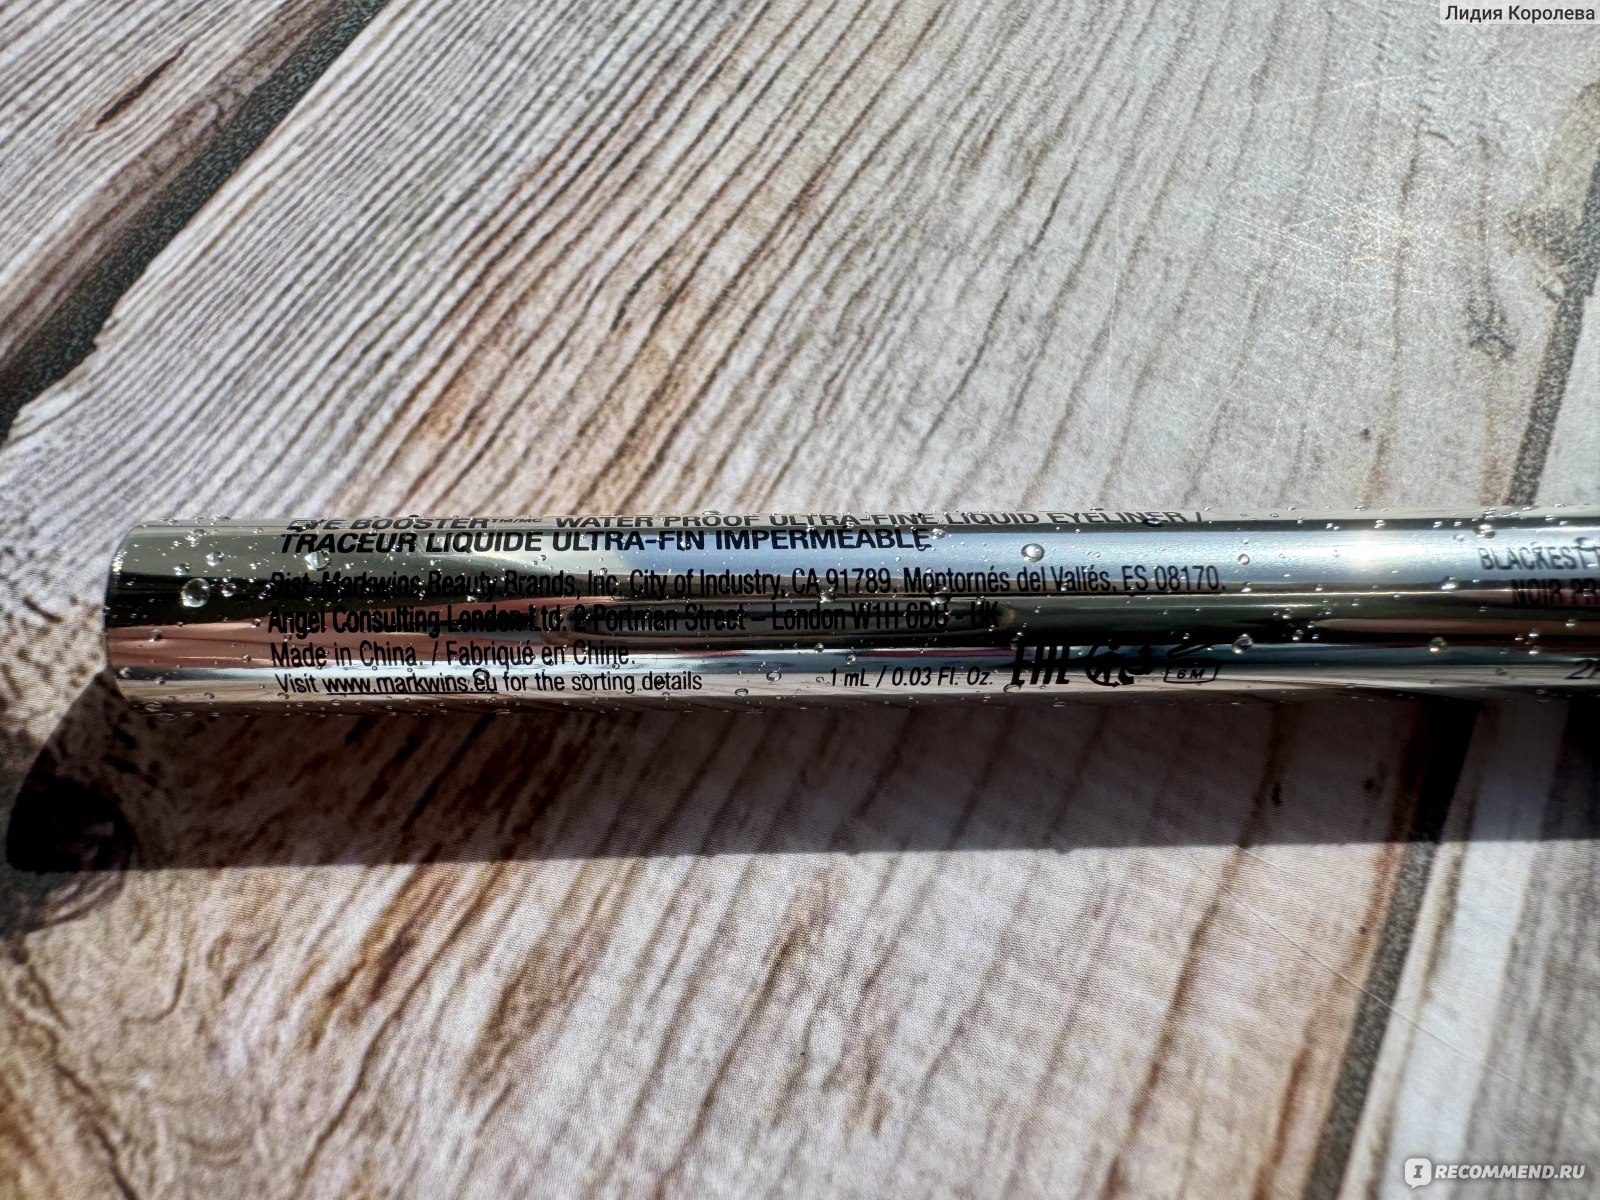 Лидия Королева
EYE BOOSTER™/MC WATER PROOF ULTRA-FINE LIQUID EYELINER /
TRACEUR LIQUIDE ULTRA-FIN IMPERMÉABLE
Dist. Markwins Beauty Brands, Inc. City of Industry, CA 91789. Montornés del Vallés, ES 08170.
Angel Consulting London Ltd. 2 Portman Street – London W1H 6DU - UK
Made in China. / Fabriqué en Chine.
Visit www.markwins.eu for the sorting details
1 mL / 0.03 Fl. Oz.
EAC
6M
BLACKEST
NOIR
RECOMMEND.RU